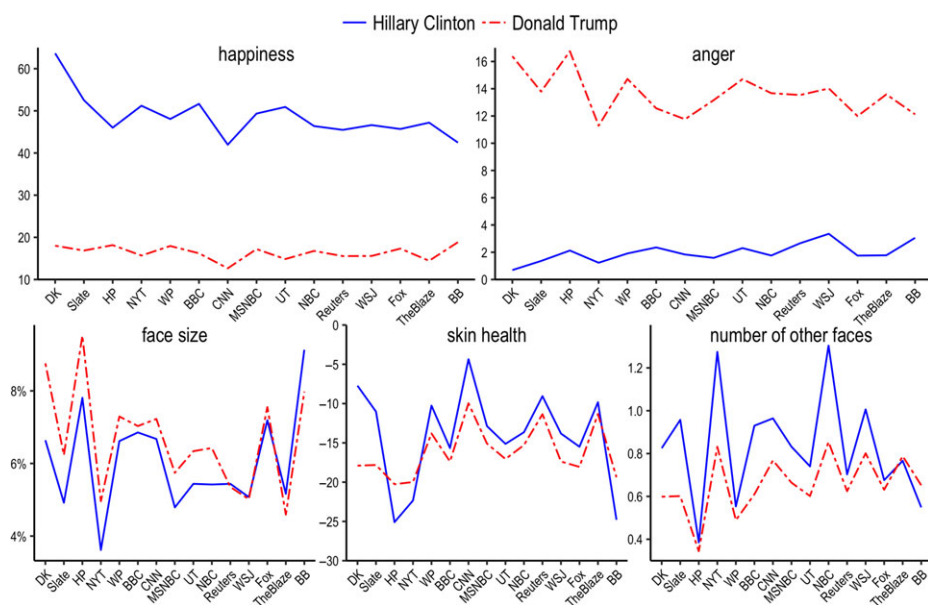 Hillary Clinton Donald Trump
happiness
60
50
40
30
20
10
DK Slate HP NYT WP BBC CNN MSNBC UT NBC Reuters WSJ Fox TheBlaze BB
anger
16
14
12
10
8
6
4
2
0
DK Slate HP NYT WP BBC CNN MSNBC UT NBC Reuters WSJ Fox TheBlaze BB
face size
8%
6%
4%
DK Slate HP NYT WP BBC CNN MSNBC UT NBC Reuters WSJ Fox TheBlaze BB
skin health
0
−5
−10
−15
−20
−25
−30
DK Slate HP NYT WP BBC CNN MSNBC UT NBC Reuters WSJ Fox TheBlaze BB
number of other faces
1.2
1.0
0.8
0.6
0.4
DK Slate HP NYT WP BBC CNN MSNBC UT NBC Reuters WSJ Fox TheBlaze BB